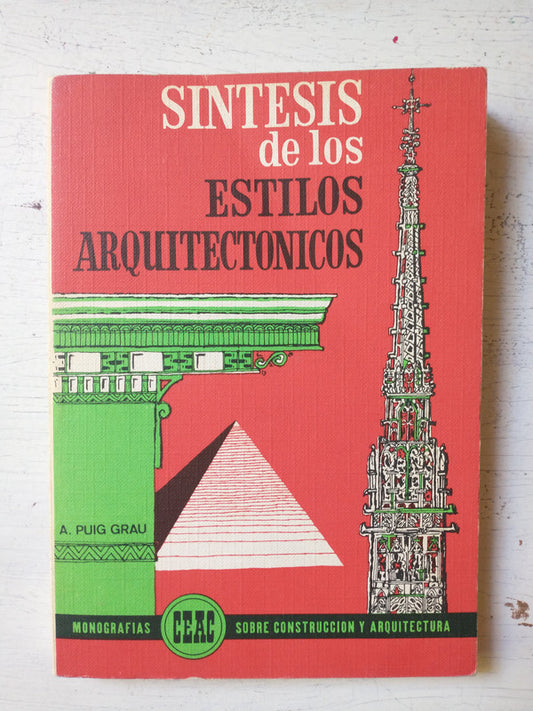 SINTESIS
de los
ESTILOS
ARQUITECTONICOS
A. PUIG GRAU
MONOGRAFIAS CEAC SOBRE CONSTRUCCION Y ARQUITECTURA